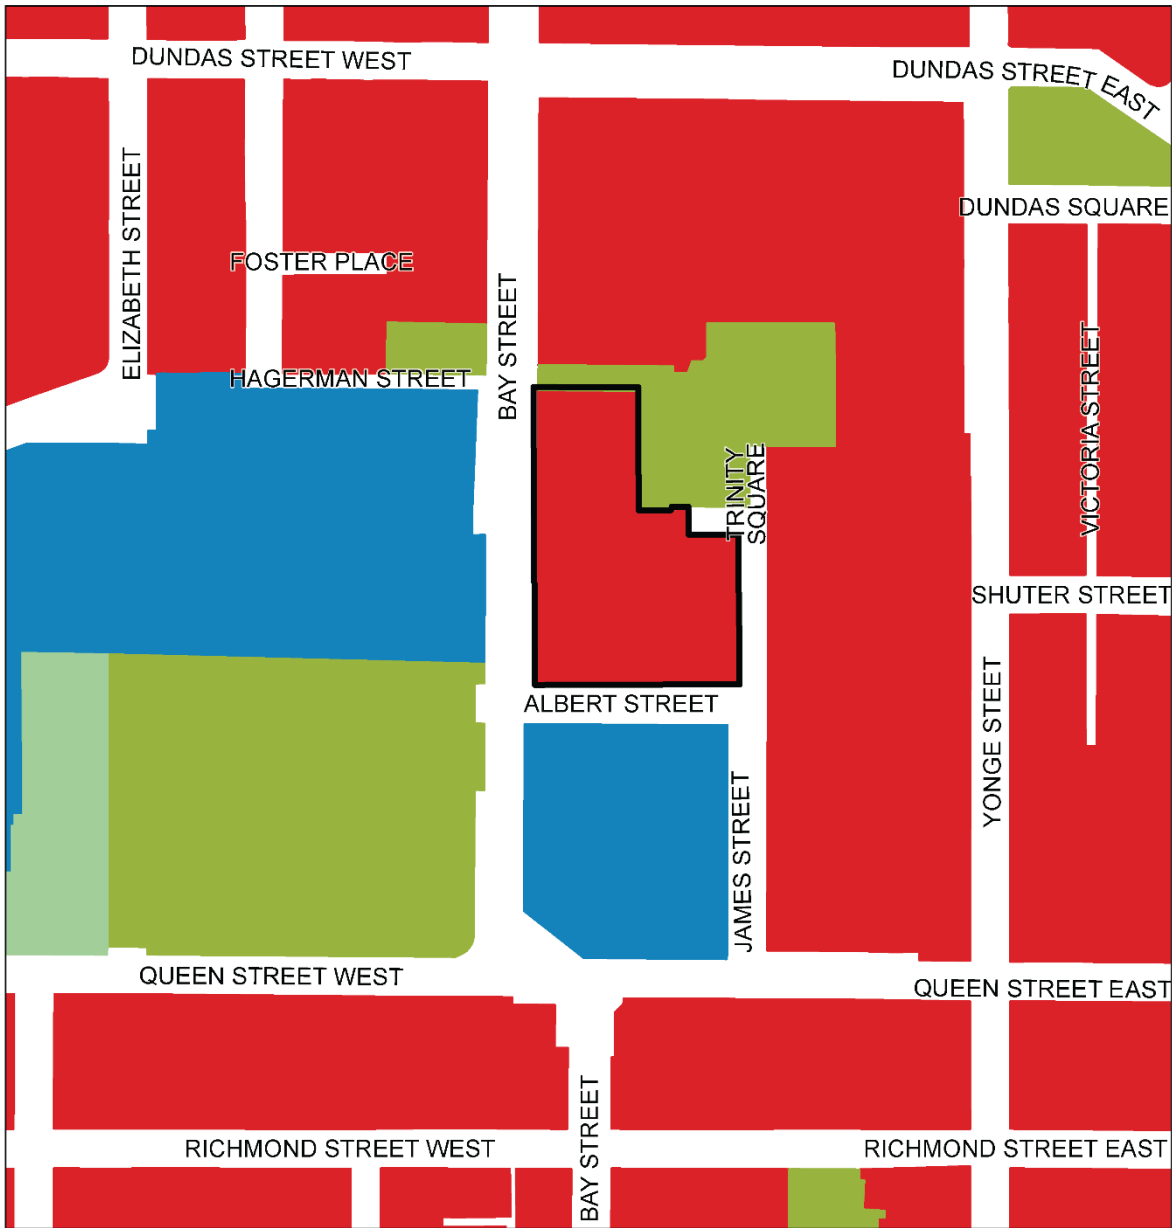 DUNDAS STREET WEST
DUNDAS STREET EAST
ELIZABETH STREET
DUNDAS SQUARE
FOSTER PLACE
BAY STREET
HAGERMAN STREET
VICTORIA STREET
TRINITY
SQUARE
SHUTER STREET
ALBERT STREET
YONGE STEET
JAMES STREET
QUEEN STREET WEST
QUEEN STREET EAST
BAY STREET
RICHMOND STREET WEST
RICHMOND STREET EAST